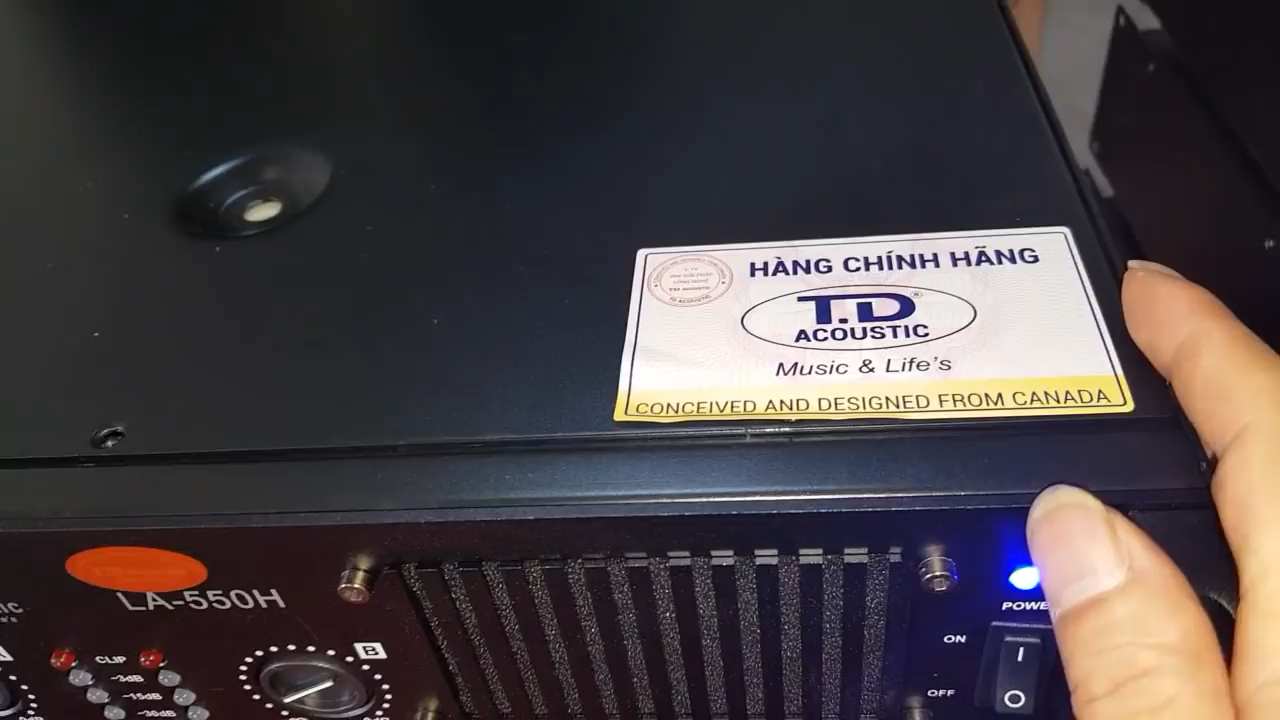 HÀNG CHÍNH HÃNG
T.D®
ACOUSTIC
Music & Life's
CONCEIVED AND DESIGNED FROM CANADA
LA-550H
CLIP
-3dB
-15dB
-30dB
B
POWE
ON
OFF